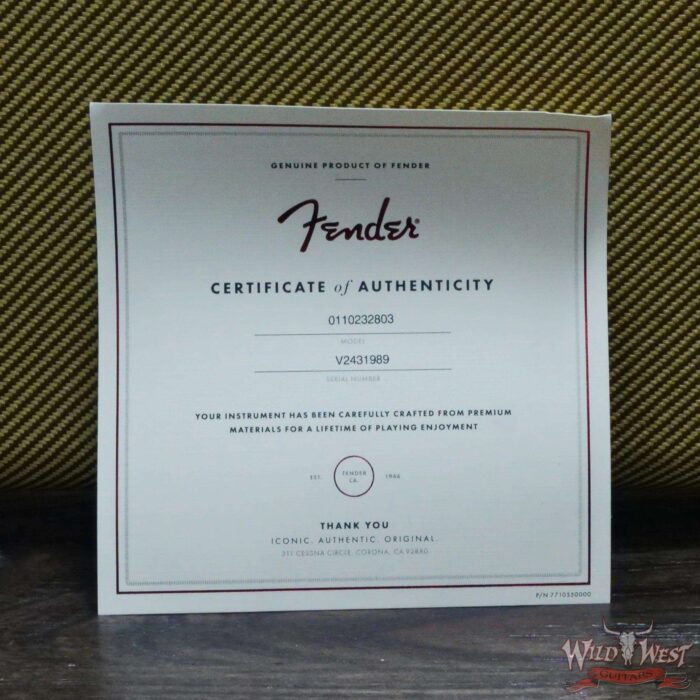 GENUINE PRODUCT OF FENDER
Fender
CERTIFICATE of AUTHENTICITY
0110232803
MODEL
V2431989
SERIAL NUMBER
YOUR INSTRUMENT HAS BEEN CAREFULLY CRAFTED FROM PREMIUM
MATERIALS FOR A LIFETIME OF PLAYING ENJOYMENT
EST. FENDER CA. 1946
THANK YOU
ICONIC. AUTHENTIC. ORIGINAL.
311 CESSNA CIRCLE, CORONA, CA 92880
P/N 7710550000
WILD WEST
GUITARS